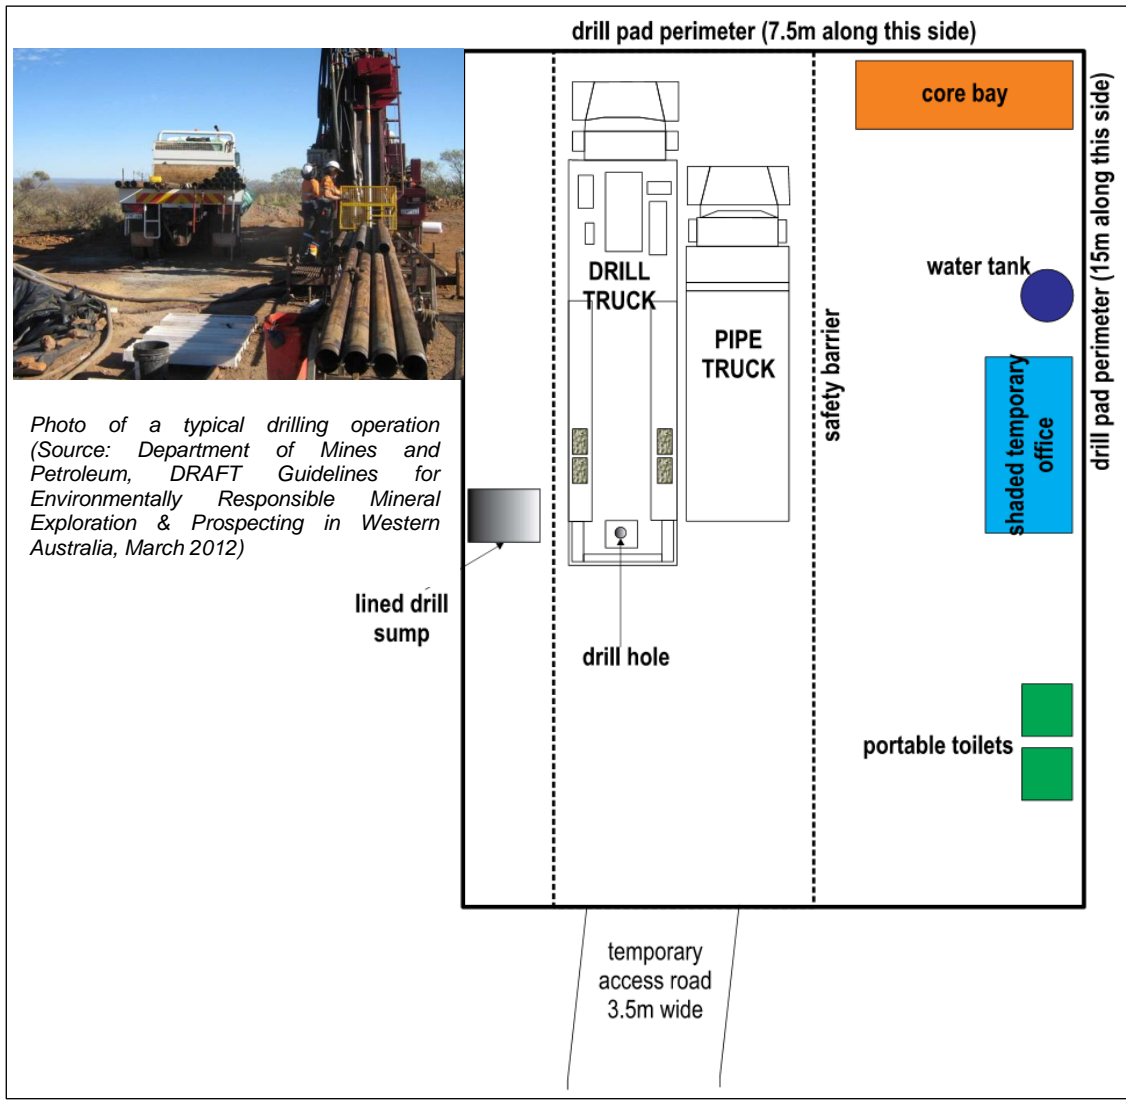 drill pad perimeter (7.5m along this side)
core bay
drill pad perimeter (15m along this side)
water tank
DRILL
TRUCK
PIPE
TRUCK
safety barrier
shaded temporary
office
Photo of a typical drilling operation
(Source: Department of Mines and
Petroleum, DRAFT Guidelines for
Environmentally Responsible Mineral
Exploration & Prospecting in Western
Australia, March 2012)
lined drill
sump
drill hole
portable toilets
temporary
access road
3.5m wide